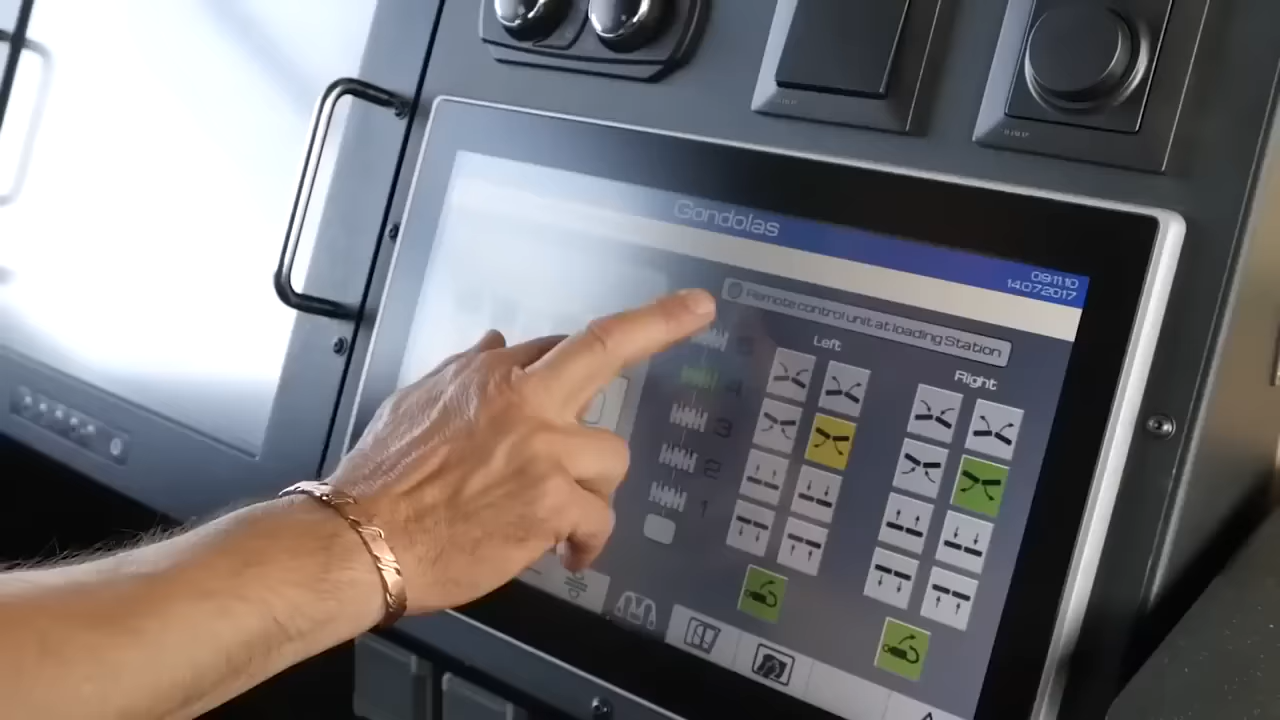 Gondolas
09.11.10
14.07.2017
Remote control unit at loading Station
Left
Right
5
4
3
2
1